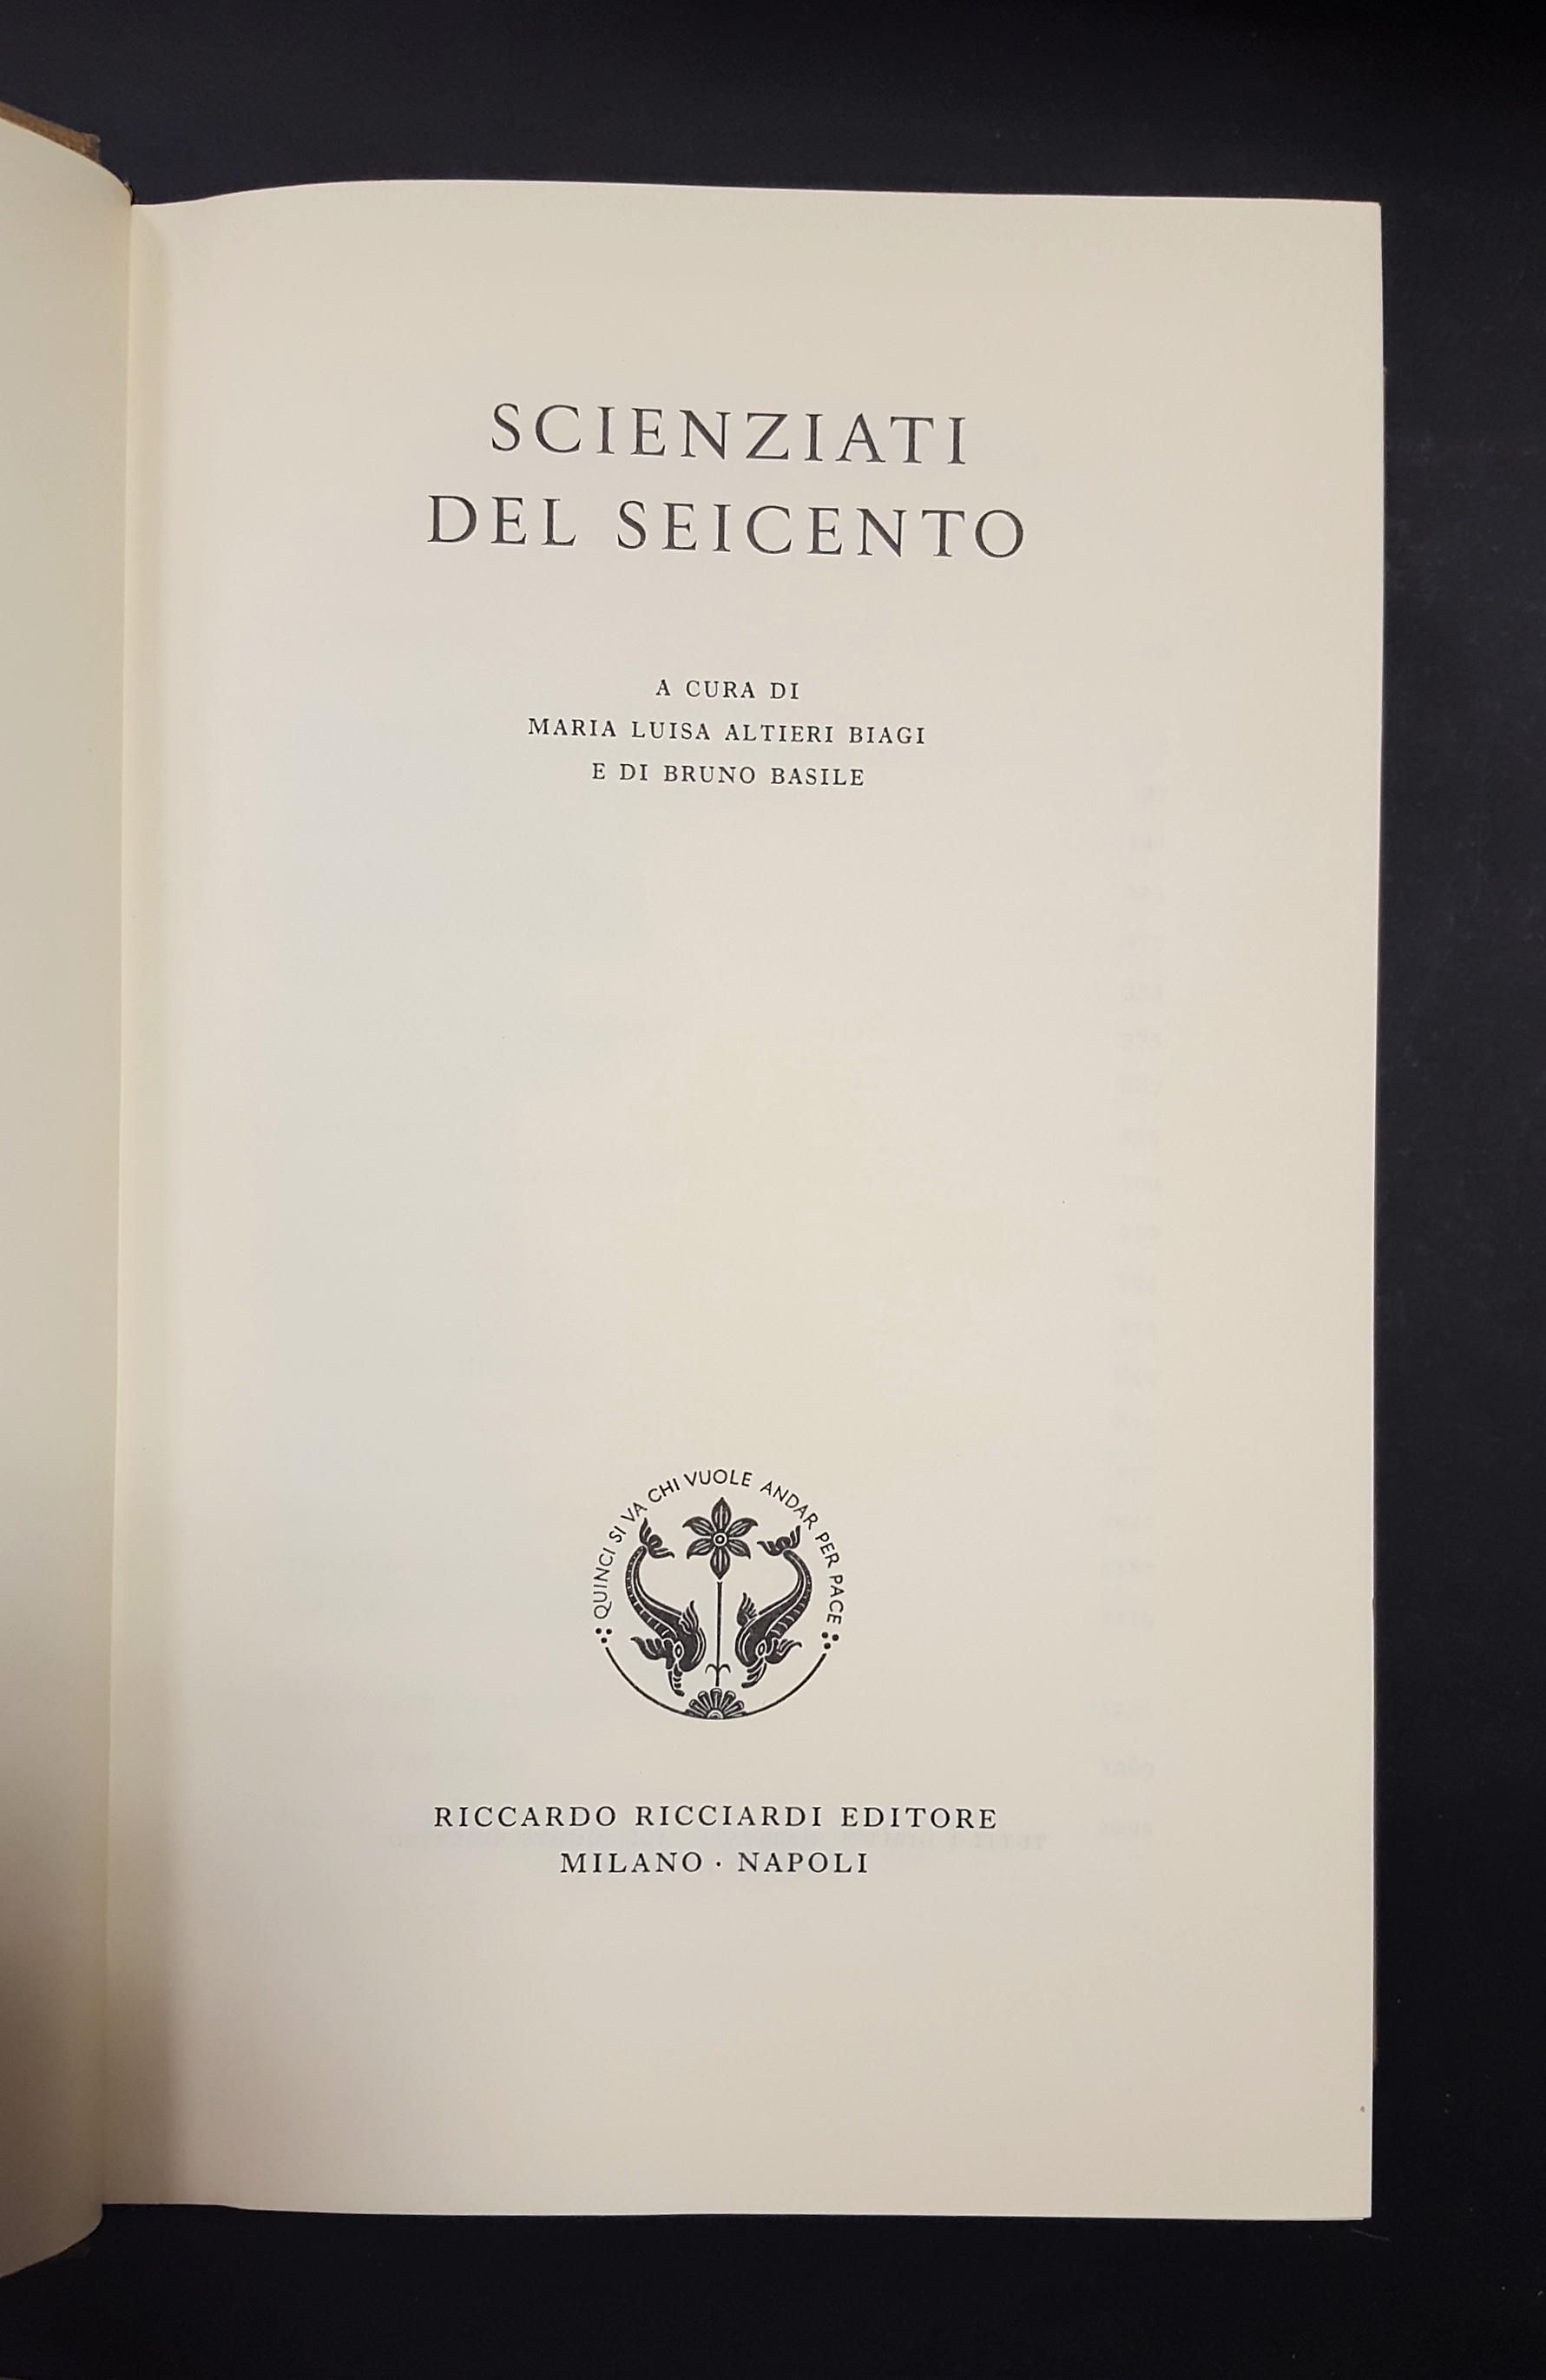 SCIENZIATI
DEL SEICENTO
A CURA DI
MARIA LUISA ALTIERI BIAGI
E DI BRUNO BASILE
QUINCI SI VA CHI VUOLE ANDAR PER PACE
RICCARDO RICCIARDI EDITORE
MILANO · NAPOLI